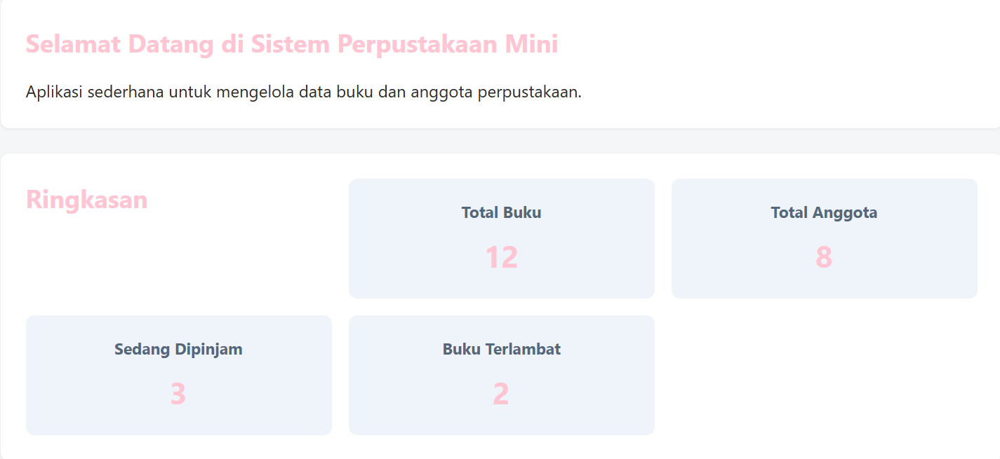 Selamat Datang di Sistem Perpustakaan Mini
Aplikasi sederhana untuk mengelola data buku dan anggota perpustakaan.
Ringkasan
Total Buku
12
Total Anggota
8
Sedang Dipinjam
3
Buku Terlambat
2